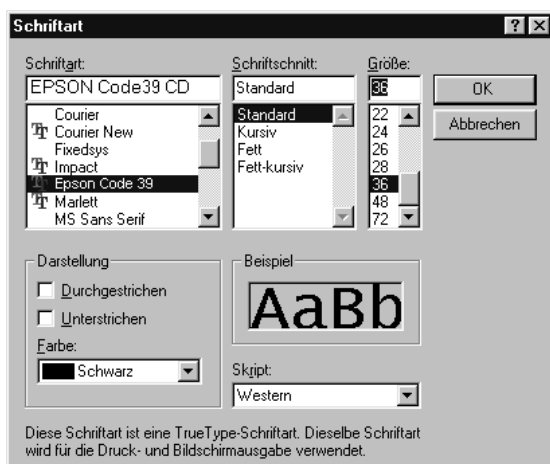 Schriftart
Schriftart: Schriftschnitt: Größe:
EPSON Code39 CD Standard 36 OK
Courier Standard 22 Abbrechen
Courier New Kursiv 24
Fixedsys Fett 26
Impact Fett-kursiv 28
Epson Code 39 36
Marlett 48
MS Sans Serif 72
Darstellung Beispiel
Durchgestrichen AaBb
Unterstrichen
Farbe: Skript:
Schwarz Western
Diese Schriftart ist eine TrueType-Schriftart. Dieselbe Schriftart
wird für die Druck- und Bildschirmausgabe verwendet.